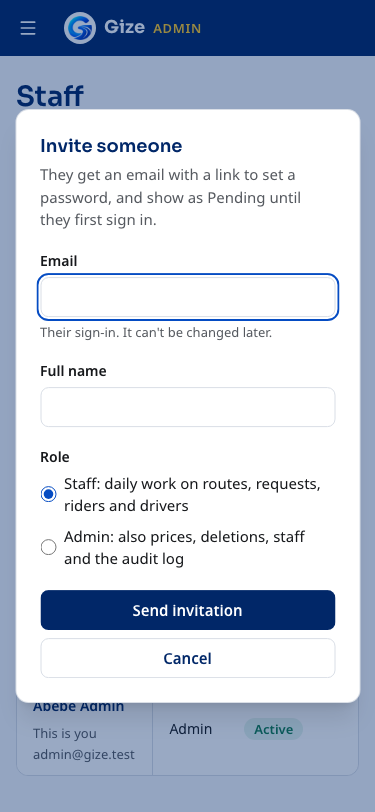 Gize ADMIN
Staff
Invite someone
They get an email with a link to set a
password, and show as Pending until
they first sign in.
Email
Their sign-in. It can't be changed later.
Full name
Role
Staff: daily work on routes, requests,
riders and drivers
Admin: also prices, deletions, staff
and the audit log
Send invitation
Cancel
Abebe Admin
This is you
admin@gize.test
Admin
Active